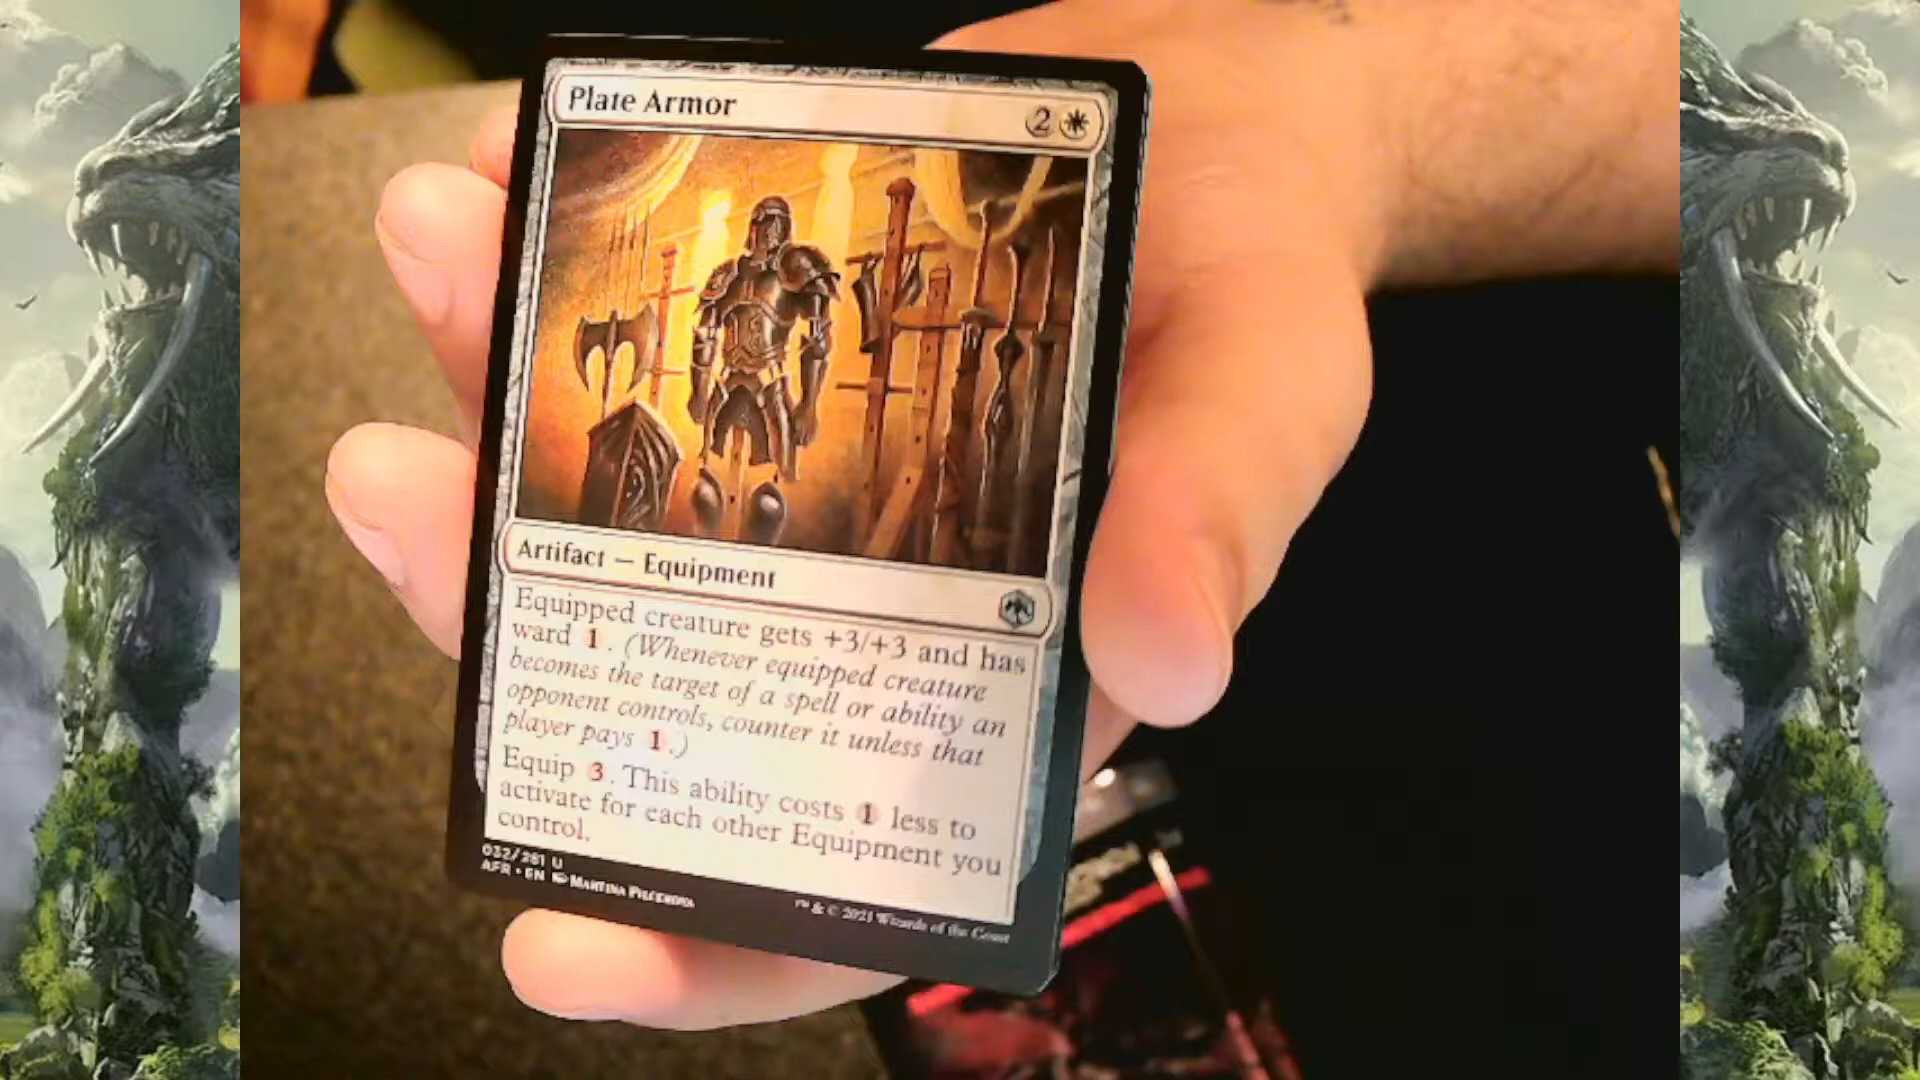 Plate Armor 2
Artifact — Equipment
Equipped creature gets +3/+3 and has
ward 1. (Whenever equipped creature
becomes the target of a spell or ability an
opponent controls, counter it unless that
player pays 1.)
Equip 3. This ability costs 1 less to
activate for each other Equipment you
control.
032/281 U
AFR • EN MARTINA PILCEROVA
™ & © 2021 Wizards of the Coast